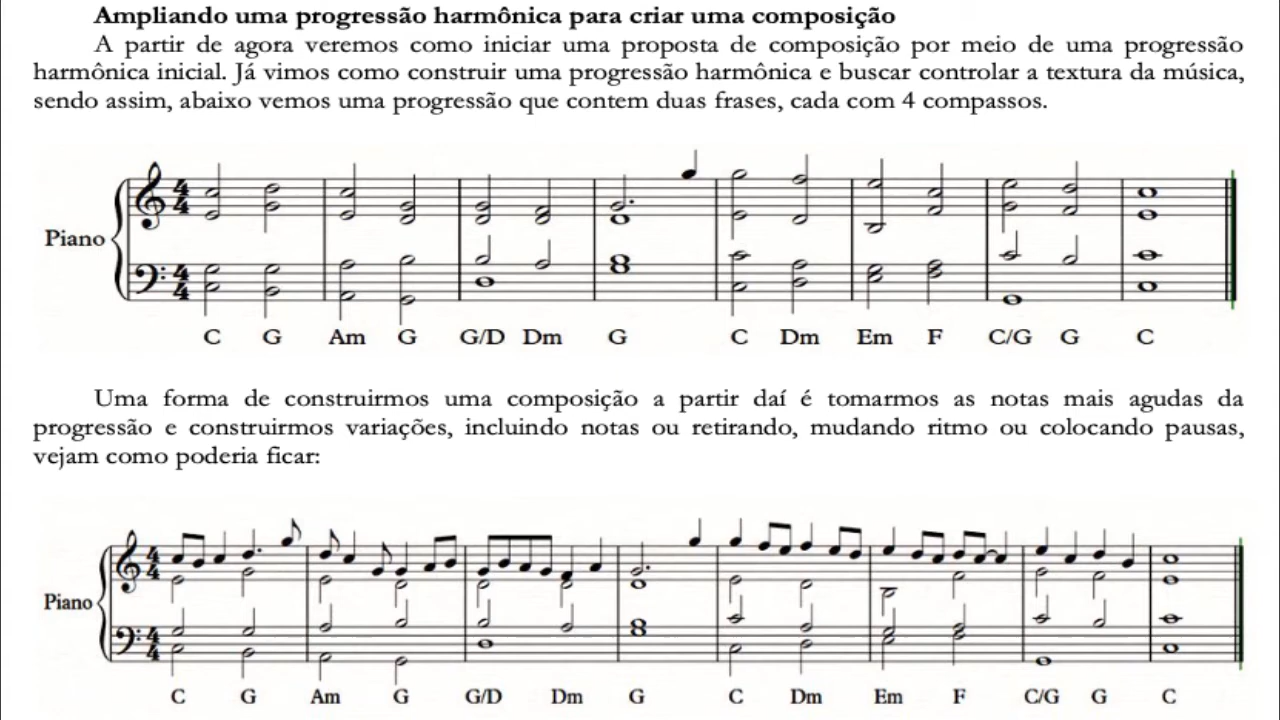 Ampliando uma progressão harmônica para criar uma composição
A partir de agora veremos como iniciar uma proposta de composição por meio de uma progressão
harmônica inicial. Já vimos como construir uma progressão harmônica e buscar controlar a textura da música,
sendo assim, abaixo vemos uma progressão que contem duas frases, cada com 4 compassos.
Piano
C G Am G G/D Dm G C Dm Em F C/G G C
Uma forma de construirmos uma composição a partir daí é tomarmos as notas mais agudas da
progressão e construirmos variações, incluindo notas ou retirando, mudando ritmo ou colocando pausas,
vejam como poderia ficar:
Piano
C G Am G G/D Dm G C Dm Em F C/G G C